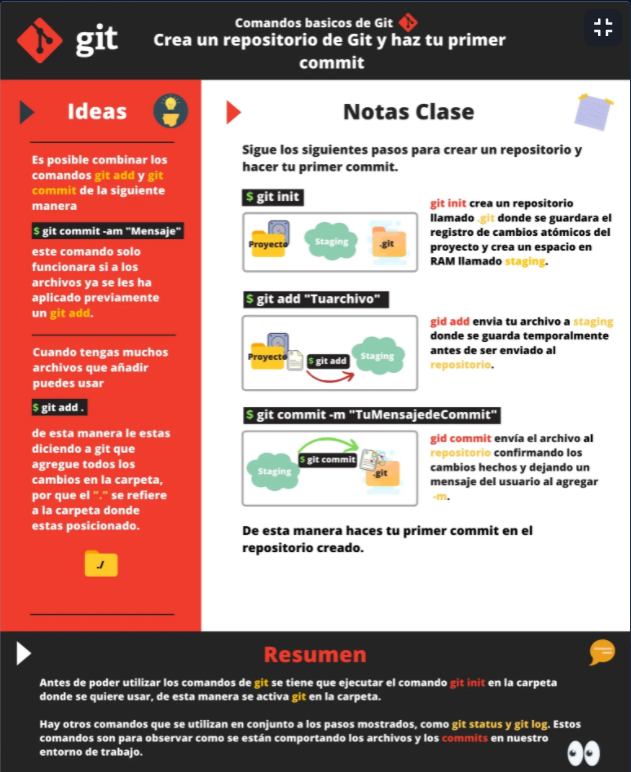 git
Comandos basicos de Git
Crea un repositorio de Git y haz tu primer
commit
Ideas
Es posible combinar los
comandos git add y git
commit de la siguiente
manera
$ git commit -am "Mensaje"
este comando solo
funcionara si a los
archivos ya se les ha
aplicado previamente
un git add.
Cuando tengas muchos
archivos que añadir
puedes usar
$ git add .
de esta manera le estas
diciendo a git que
agregue todos los
cambios en la carpeta,
por que el "." se refiere
a la carpeta donde
estas posicionado.
./
Notas Clase
Sigue los siguientes pasos para crear un repositorio y
hacer tu primer commit.
$ git init
Proyecto
Staging
.git
git init crea un repositorio
llamado .git donde se guardara el
registro de cambios atómicos del
proyecto y crea un espacio en
RAM llamado staging.
$ git add "Tuarchivo"
Proyecto
$ git add
Staging
gid add envia tu archivo a staging
donde se guarda temporalmente
antes de ser enviado al
repositorio.
$ git commit -m "TuMensajedeCommit"
Staging
$ git commit
.git
gid commit envía el archivo al
repositorio confirmando los
cambios hechos y dejando un
mensaje del usuario al agregar
-m.
De esta manera haces tu primer commit en el
repositorio creado.
Resumen
Antes de poder utilizar los comandos de git se tiene que ejecutar el comando git init en la carpeta
donde se quiere usar, de esta manera se activa git en la carpeta.
Hay otros comandos que se utilizan en conjunto a los pasos mostrados, como git status y git log. Estos
comandos son para observar como se están comportando los archivos y los commits en nuestro
entorno de trabajo.